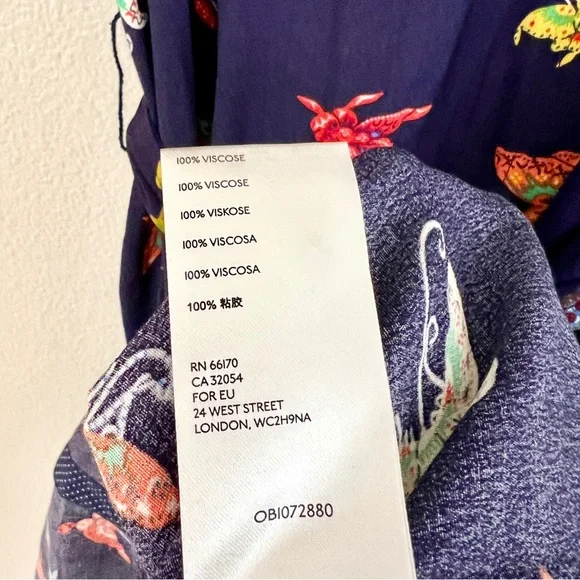 100% VISCOSE
100% VISCOSE
100% VISKOSE
100% VISCOSA
100% VISCOSA
100% 粘胶
RN 66170
CA 32054
FOR EU
24 WEST STREET
LONDON, WC2H9NA
OB1072880